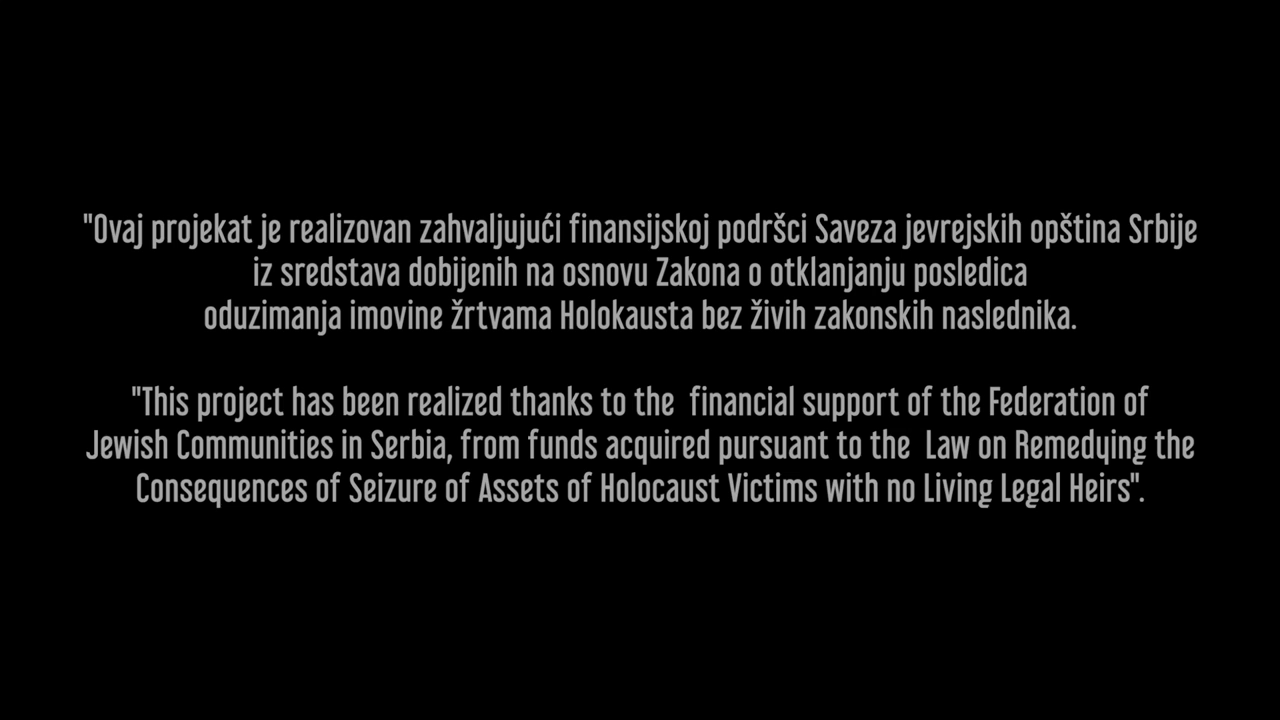 "Ovaj projekat je realizovan zahvaljujući finansijskoj podršci Saveza jevrejskih opština Srbije
iz sredstava dobijenih na osnovu Zakona o otklanjanju posledica
oduzimanja imovine žrtvama Holokausta bez živih zakonskih naslednika.
"This project has been realized thanks to the  financial support of the Federation of
Jewish Communities in Serbia, from funds acquired pursuant to the  Law on Remedying the
Consequences of Seizure of Assets of Holocaust Victims with no Living Legal Heirs".